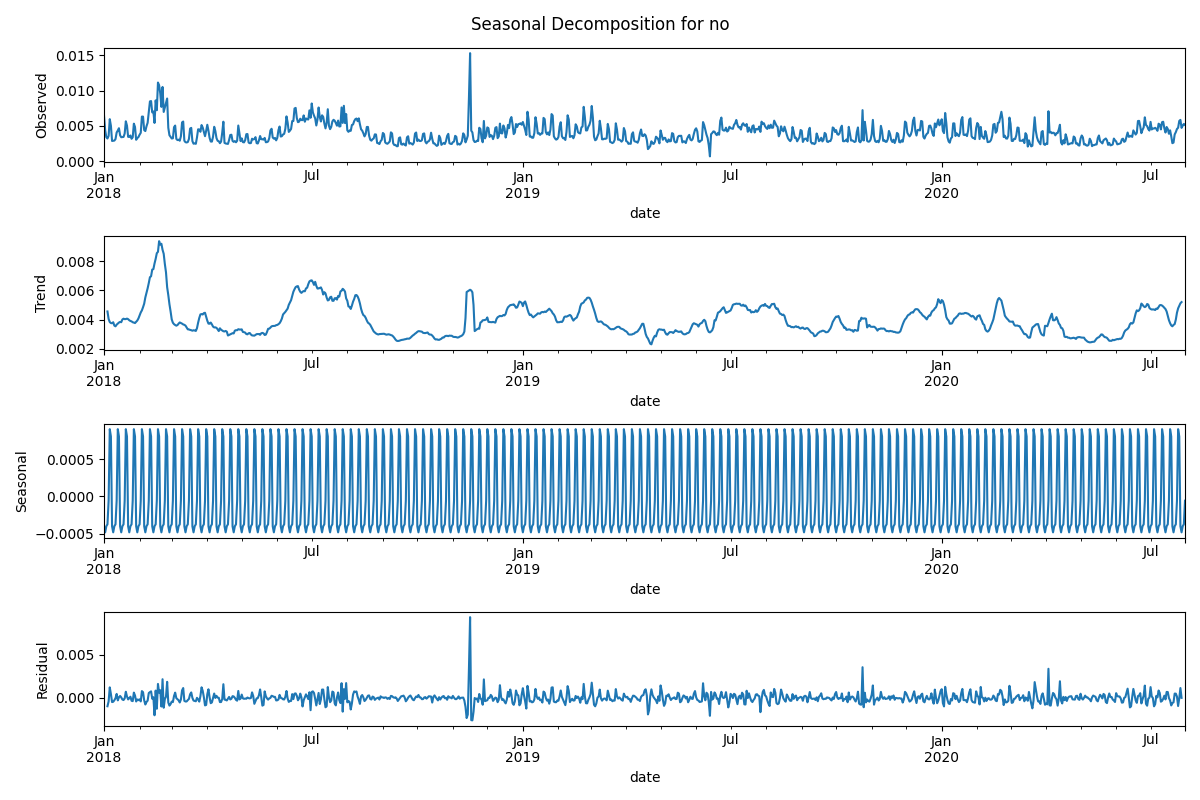 Seasonal Decomposition for no
Observed
0.015
0.010
0.005
0.000
Jan Jul Jan Jul Jan Jul
2018 2019 2020
date
Trend
0.008
0.006
0.004
0.002
Jan Jul Jan Jul Jan Jul
2018 2019 2020
date
Seasonal
0.0005
0.0000
−0.0005
Jan Jul Jan Jul Jan Jul
2018 2019 2020
date
Residual
0.005
0.000
Jan Jul Jan Jul Jan Jul
2018 2019 2020
date